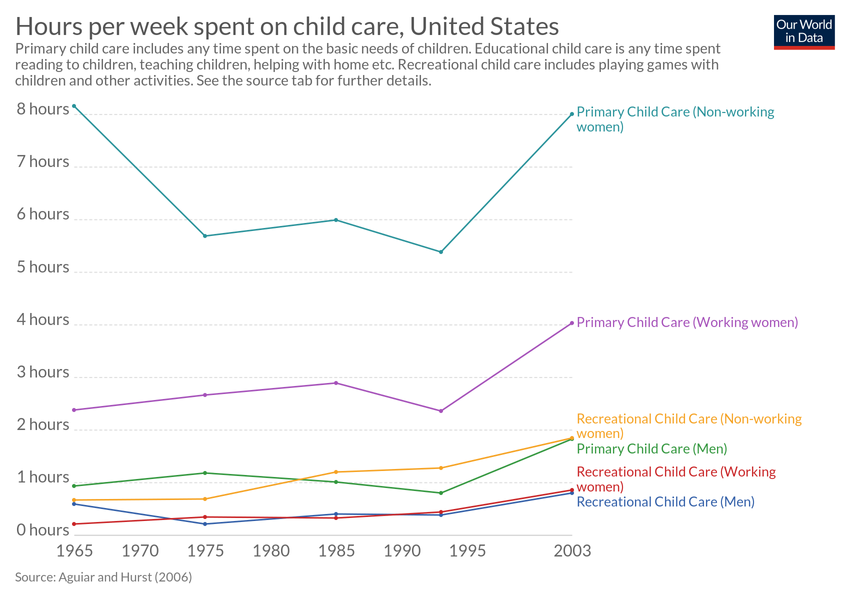 Hours per week spent on child care, United States
Our World
in Data
Primary child care includes any time spent on the basic needs of children. Educational child care is any time spent
reading to children, teaching children, helping with home etc. Recreational child care includes playing games with
children and other activities. See the source tab for further details.
8 hours
Primary Child Care (Non-working
women)
7 hours
6 hours
5 hours
4 hours
Primary Child Care (Working women)
3 hours
2 hours
Recreational Child Care (Non-working
women)
Primary Child Care (Men)
1 hours
Recreational Child Care (Working
women)
Recreational Child Care (Men)
0 hours
1965 1970 1975 1980 1985 1990 1995 2003
Source: Aguiar and Hurst (2006)